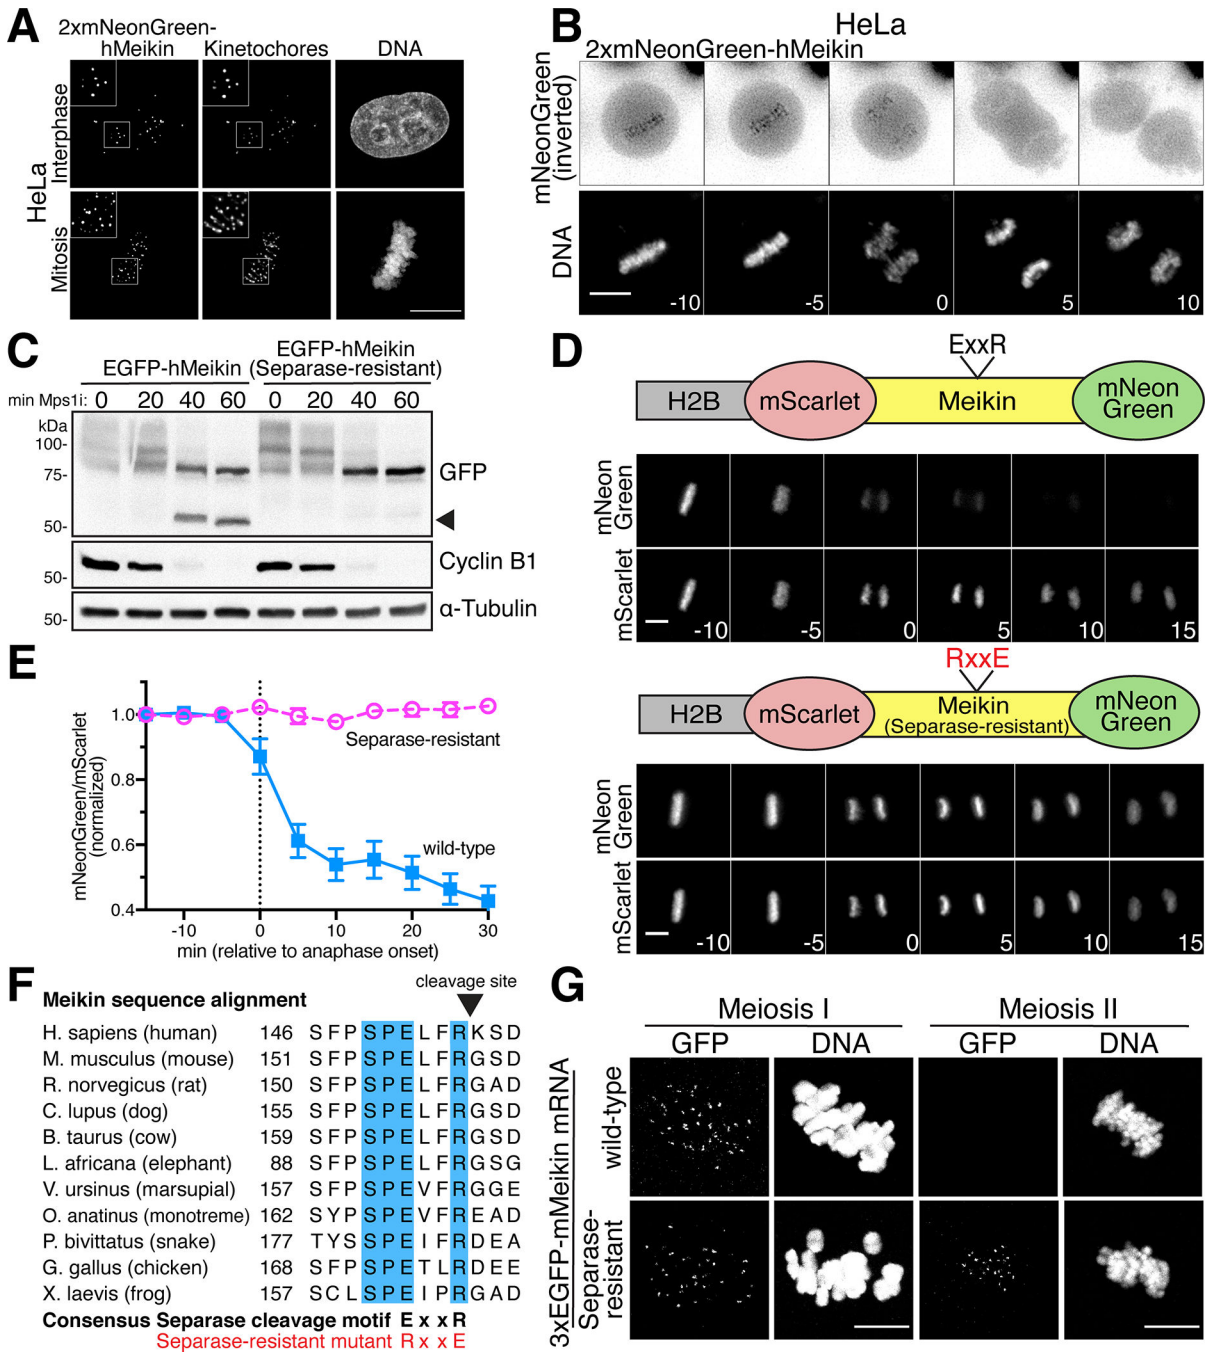 A
2xmNeonGreen-
hMeikin
Kinetochores
DNA
HeLa
Interphase
Mitosis
B
HeLa
2xmNeonGreen-hMeikin
mNeonGreen
(inverted)
DNA
-10
-5
0
5
10
C
EGFP-hMeikin
EGFP-hMeikin
(Separase-resistant)
min Mps1i: 0 20 40 60 0 20 40 60
kDa
100-
75-
50-
GFP
50-
Cyclin B1
50-
α-Tubulin
D
ExxR
H2B
mScarlet
Meikin
mNeon
Green
mNeon
Green
mScarlet
-10
-5
0
5
10
15
RxxE
H2B
mScarlet
Meikin
(Separase-resistant)
mNeon
Green
mNeon
Green
mScarlet
-10
-5
0
5
10
15
E
mNeonGreen/mScarlet
(normalized)
1.0
0.8
0.6
0.4
Separase-resistant
wild-type
-10 0 10 20 30
min (relative to anaphase onset)
F
cleavage site
Meikin sequence alignment
H. sapiens (human) 146 S F P S P E L F R K S D
M. musculus (mouse) 151 S F P S P E L F R G S D
R. norvegicus (rat) 150 S F P S P E L F R G A D
C. lupus (dog) 155 S F P S P E L F R G S D
B. taurus (cow) 159 S F P S P E L F R G S D
L. africana (elephant) 88 S F P S P E L F R G S G
V. ursinus (marsupial) 157 S F P S P E V F R G G E
O. anatinus (monotreme) 162 S Y P S P E V F R E A D
P. bivittatus (snake) 177 T Y S S P E I F R D E A
G. gallus (chicken) 168 S F P S P E T L R D E E
X. laevis (frog) 157 S C L S P E I P R G A D
Consensus Separase cleavage motif E x x R
Separase-resistant mutant R x x E
G
Meiosis I
Meiosis II
GFP
DNA
GFP
DNA
3xEGFP-mMeikin mRNA
wild-type
Separase-
resistant